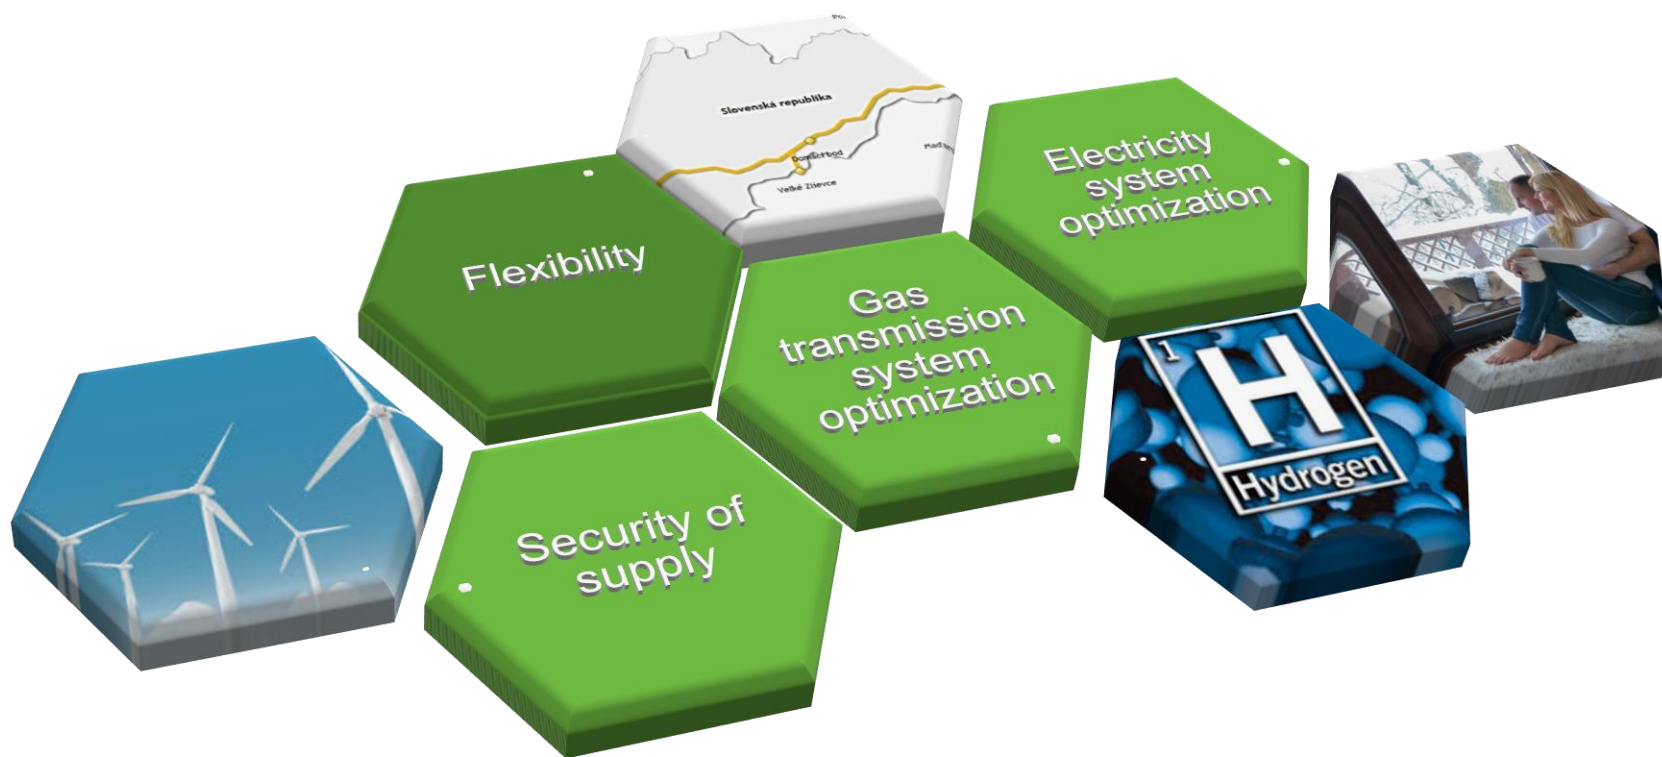 Slovenská republika
Veľké Zlievce
Flexibility
Electricity
system
optimization
Gas
transmission
system
optimization
1
H
Hydrogen
Security of
supply